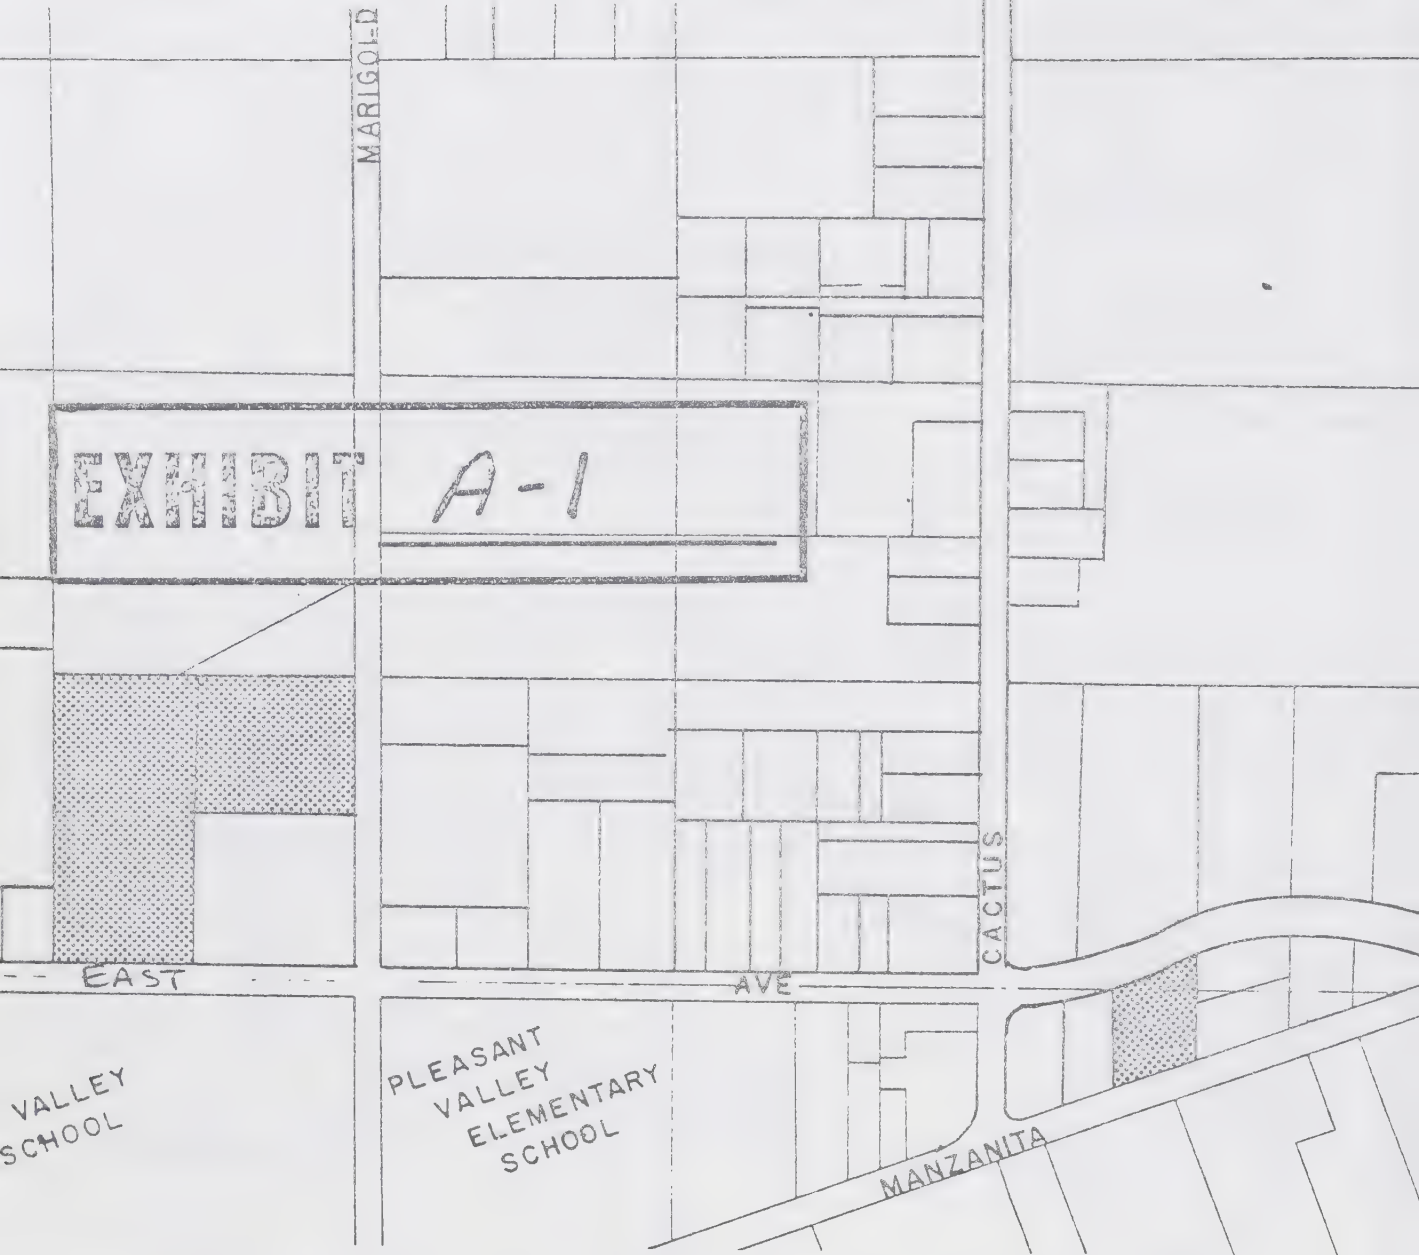 MARIGOLD
EXHIBIT A-1
CACTUS
EAST AVE
PLEASANT
VALLEY
ELEMENTARY
SCHOOL
VALLEY
SCHOOL
MANZANITA